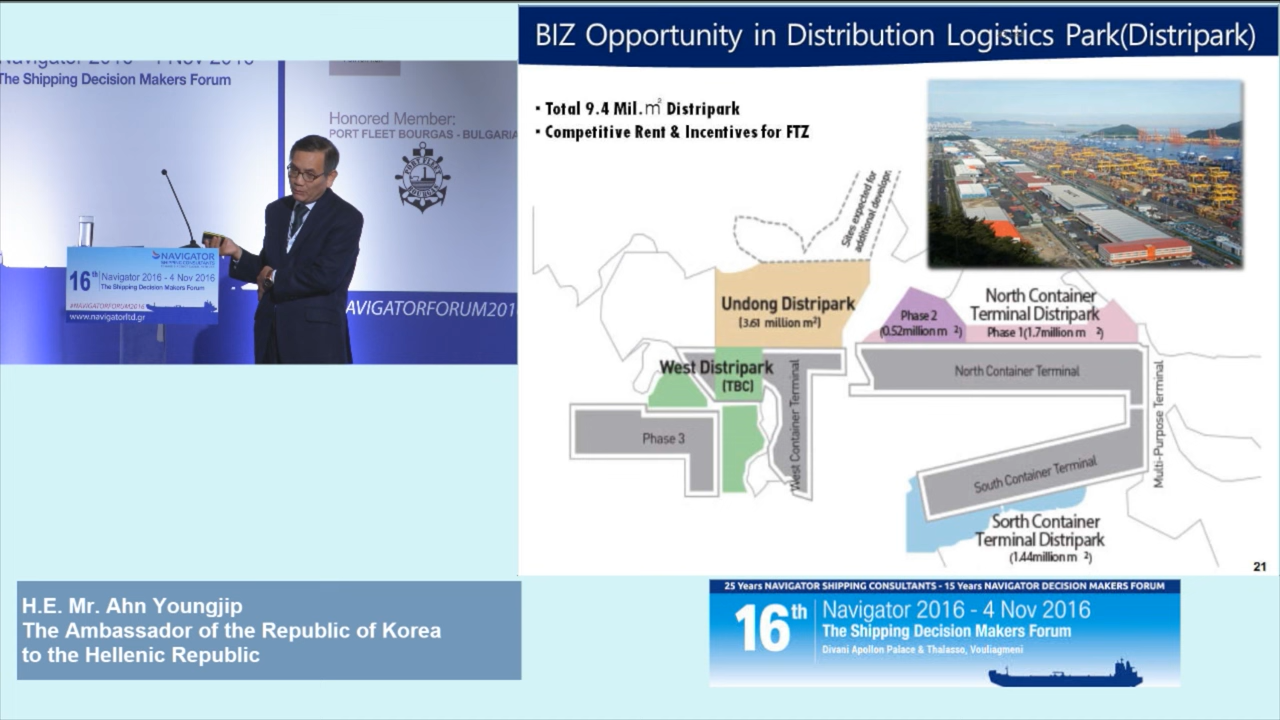 The Shipping Decision Makers Forum
Honored Member:
PORT FLEET BOURGAS - BULGARIA
NAVIGATOR
SHIPPING CONSULTANTS
16th
Navigator 2016 - 4 Nov 2016
The Shipping Decision Makers Forum
#NAVIGATORFORUM2016
www.navigatorltd.gr
AVIGATORFORUM201
BIZ Opportunity in Distribution Logistics Park(Distripark)
▪ Total 9.4 Mil.㎡ Distripark
▪ Competitive Rent & Incentives for FTZ
Sites expected for
additional developr
Undong Distripark
(3.61 million m²)
Phase 2
(0.52million m ²)
North Container
Terminal Distripark
Phase 1(1.7million m ²)
West Distripark
(TBC)
North Container Terminal
West Container Terminal
Phase 3
Multi-Purpose Terminal
South Container Terminal
Sorth Container
Terminal Distripark
(1.44million m ²)
21
H.E. Mr. Ahn Youngjip
The Ambassador of the Republic of Korea
to the Hellenic Republic
25 Years NAVIGATOR SHIPPING CONSULTANTS - 15 Years NAVIGATOR DECISION MAKERS FORUM
16th
Navigator 2016 - 4 Nov 2016
The Shipping Decision Makers Forum
Divani Apollon Palace & Thalasso, Vouliagmeni